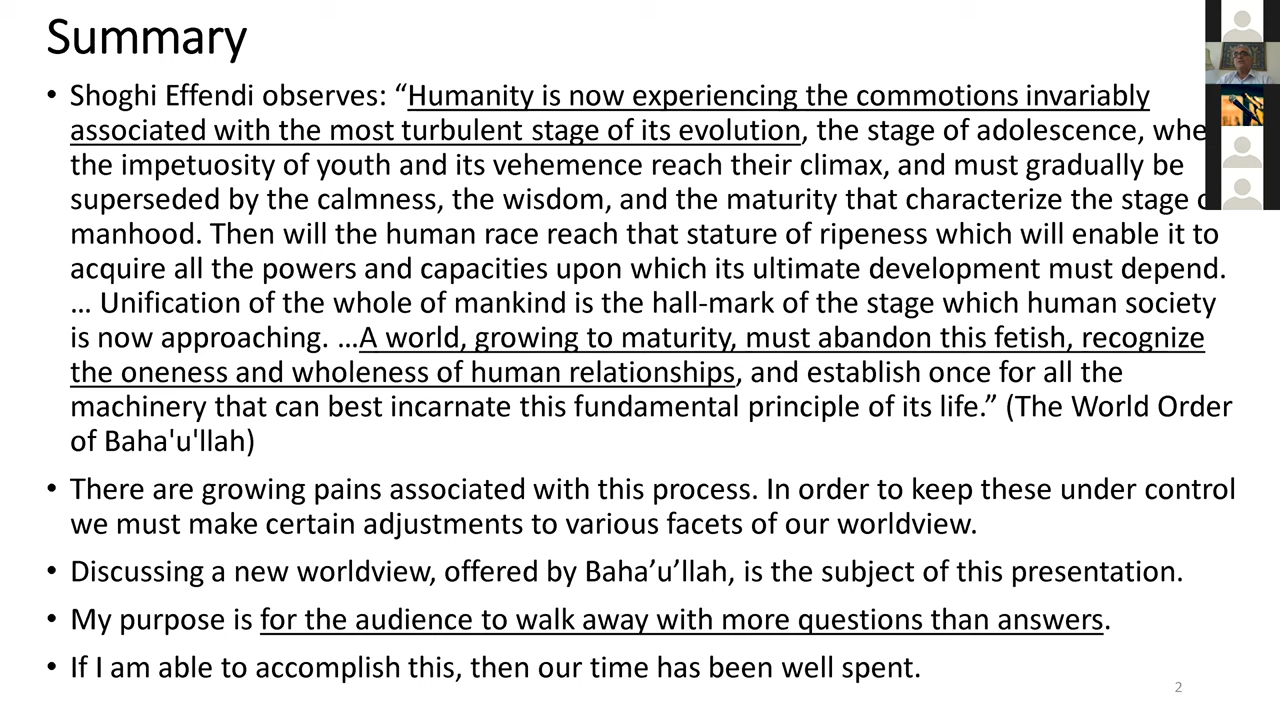 Summary
• Shoghi Effendi observes: “Humanity is now experiencing the commotions invariably
associated with the most turbulent stage of its evolution, the stage of adolescence, whe
the impetuosity of youth and its vehemence reach their climax, and must gradually be
superseded by the calmness, the wisdom, and the maturity that characterize the stage
manhood. Then will the human race reach that stature of ripeness which will enable it to
acquire all the powers and capacities upon which its ultimate development must depend.
… Unification of the whole of mankind is the hall-mark of the stage which human society
is now approaching. …A world, growing to maturity, must abandon this fetish, recognize
the oneness and wholeness of human relationships, and establish once for all the
machinery that can best incarnate this fundamental principle of its life.” (The World Order
of Baha'u'llah)
• There are growing pains associated with this process. In order to keep these under control
we must make certain adjustments to various facets of our worldview.
• Discussing a new worldview, offered by Baha’u’llah, is the subject of this presentation.
• My purpose is for the audience to walk away with more questions than answers.
• If I am able to accomplish this, then our time has been well spent.
2